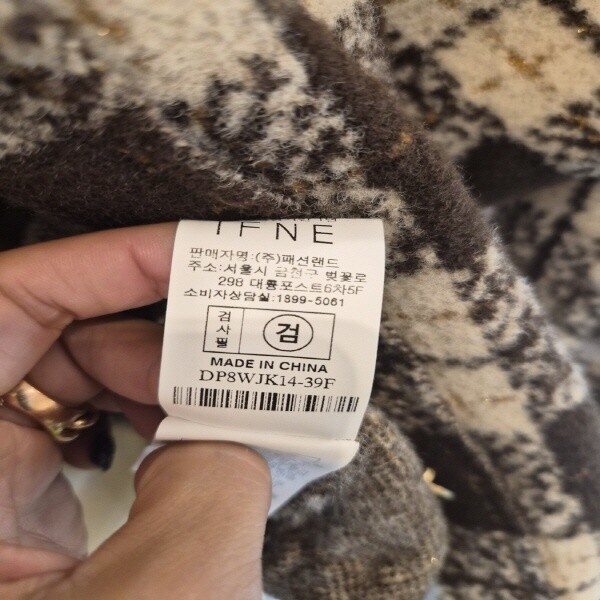 IFNE
판매자명:(주)패션랜드
주소:서울시 금천구 벚꽃로
298 대륭포스트6차5F
소비자상담실:1899-5061
검사필 검
MADE IN CHINA
DP8WJK14-39F